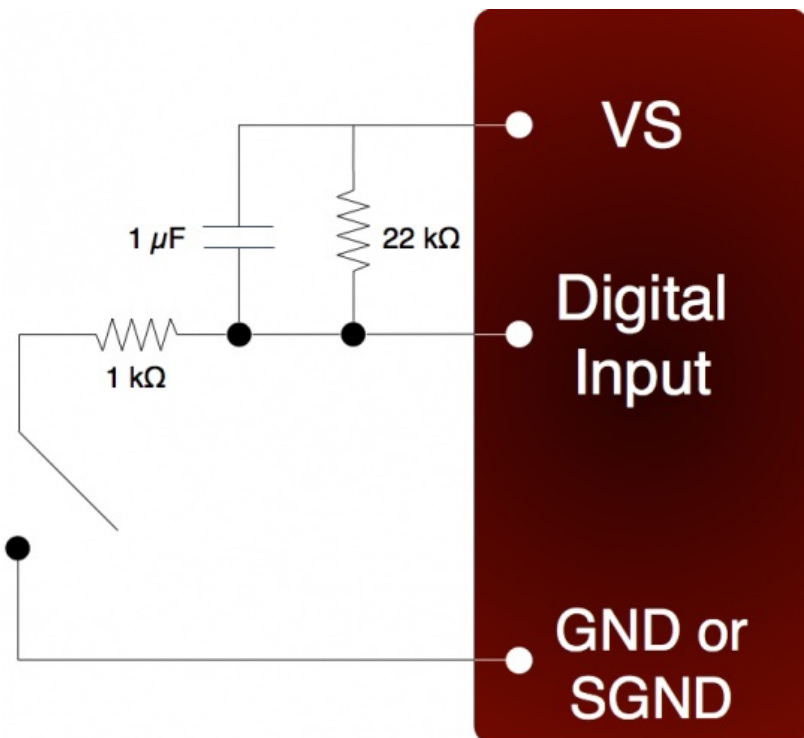 VS
1 µF
22 kΩ
Digital
Input
1 kΩ
GND or
SGND